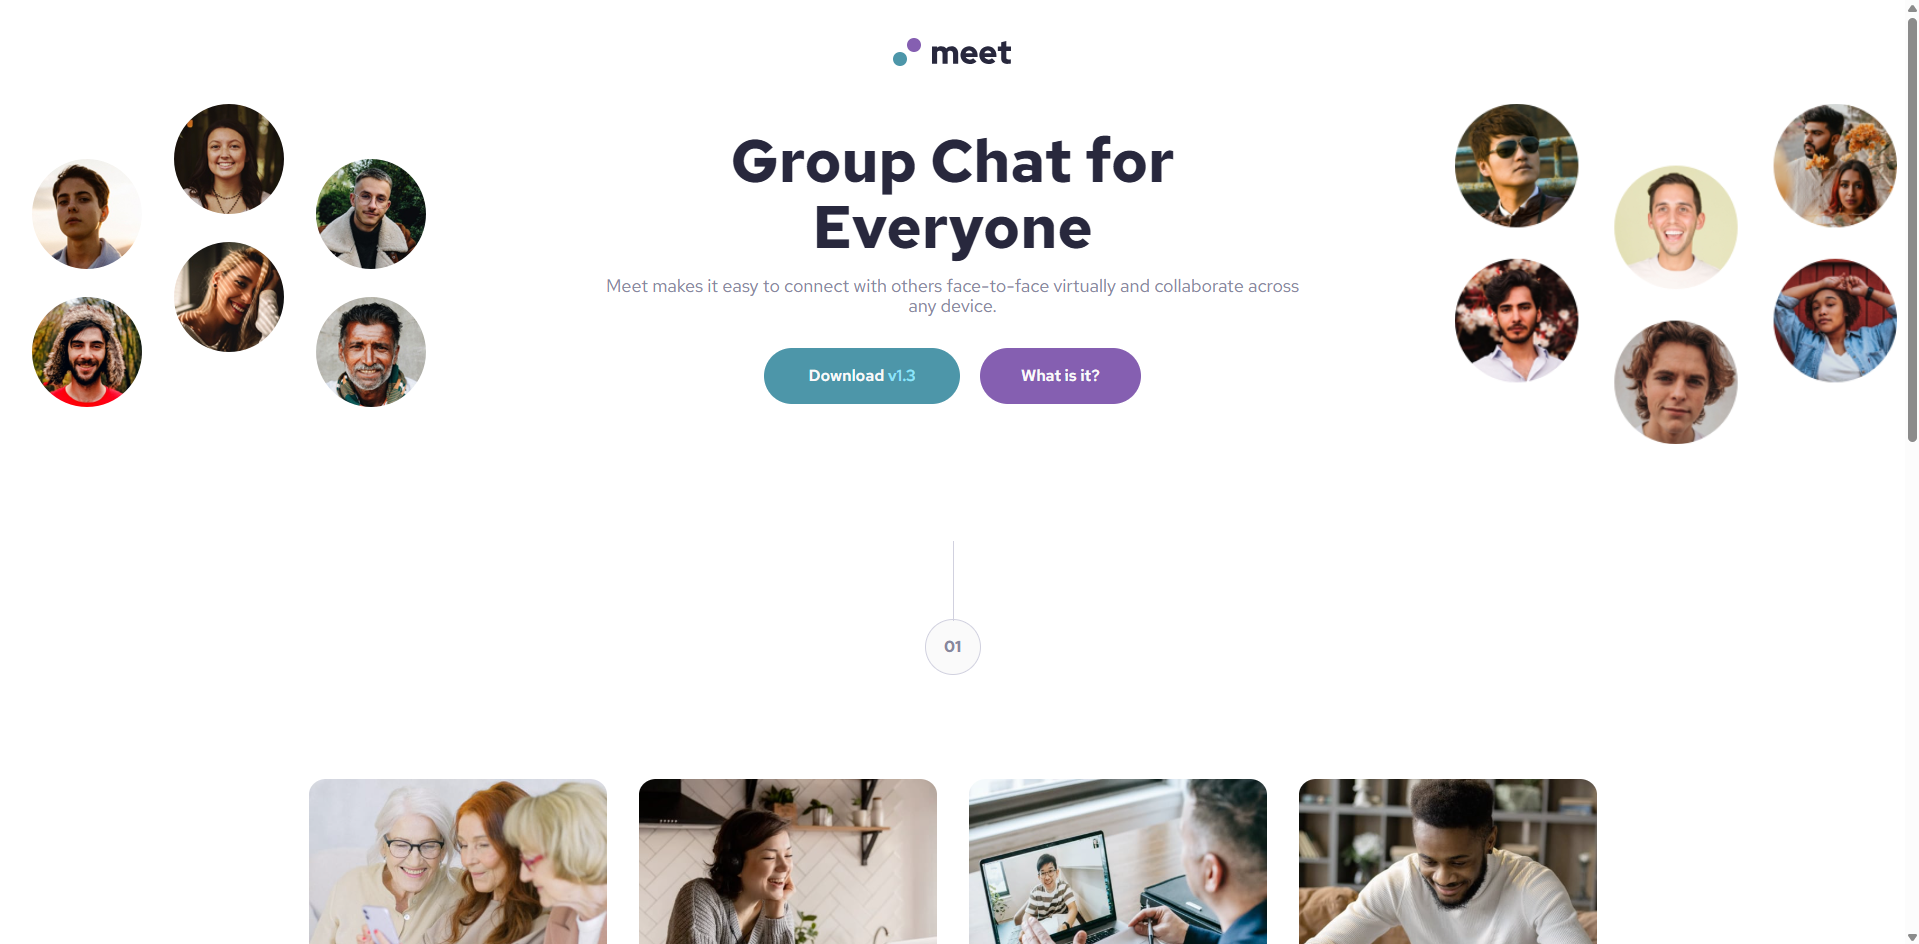 meet
Group Chat for
Everyone
Meet makes it easy to connect with others face-to-face virtually and collaborate across
any device.
Download v1.3
What is it?
01